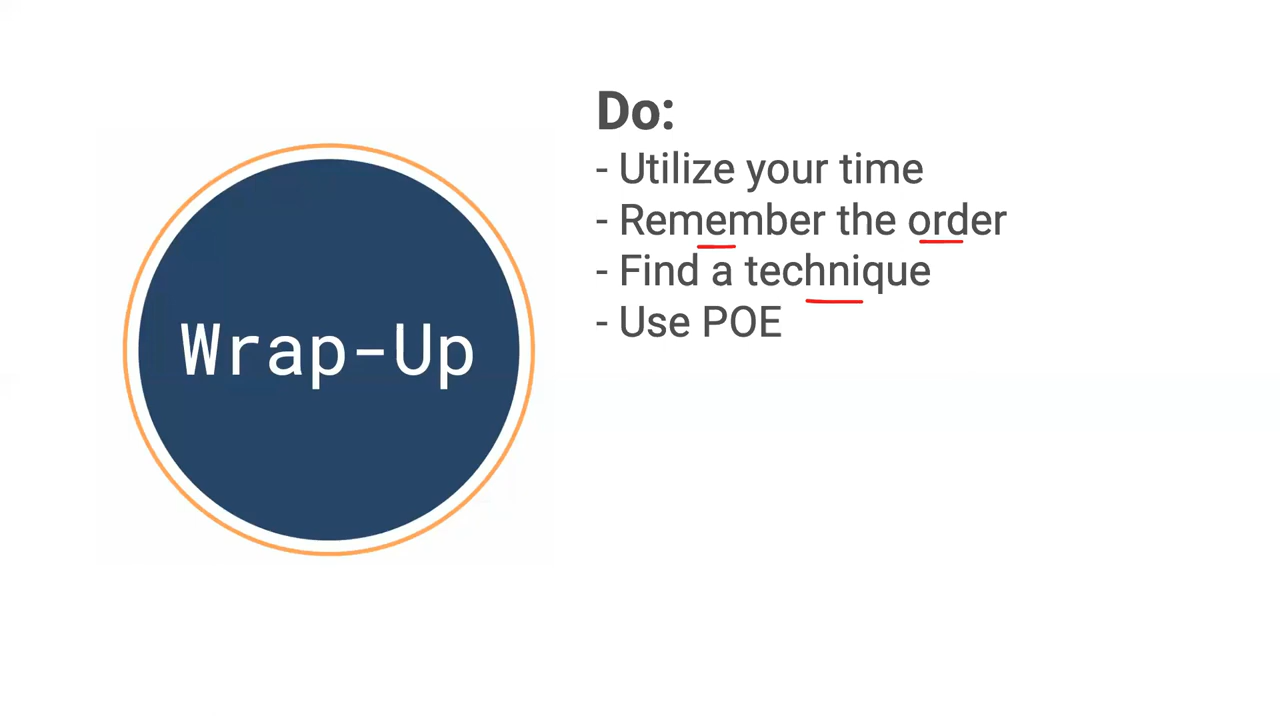 Wrap-Up
Do:
- Utilize your time
- Remember the order
- Find a technique
- Use POE